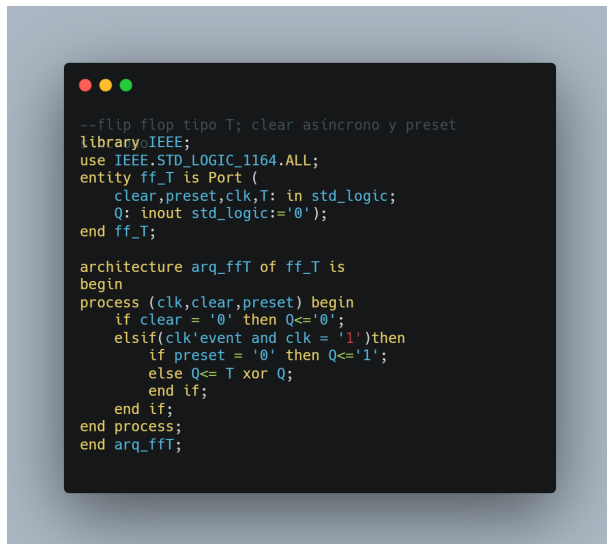 --flip flop tipo T; clear asíncrono y preset
library IEEE;
use IEEE.STD_LOGIC_1164.ALL;
entity ff_T is Port (
    clear,preset,clk,T: in std_logic;
    Q: inout std_logic:='0');
end ff_T;
architecture arq_ffT of ff_T is
begin
process (clk,clear,preset) begin
    if clear = '0' then Q<='0';
    elsif(clk'event and clk = '1')then
        if preset = '0' then Q<='1';
        else Q<= T xor Q;
        end if;
    end if;
end process;
end arq_ffT;